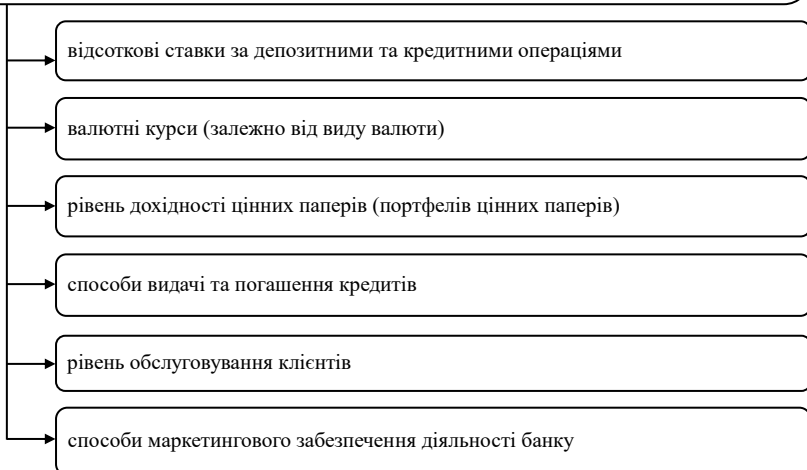 відсоткові ставки за депозитними та кредитними операціями
валютні курси (залежно від виду валюти)
рівень дохідності цінних паперів (портфелів цінних паперів)
способи видачі та погашення кредитів
рівень обслуговування клієнтів
способи маркетингового забезпечення діяльності банку